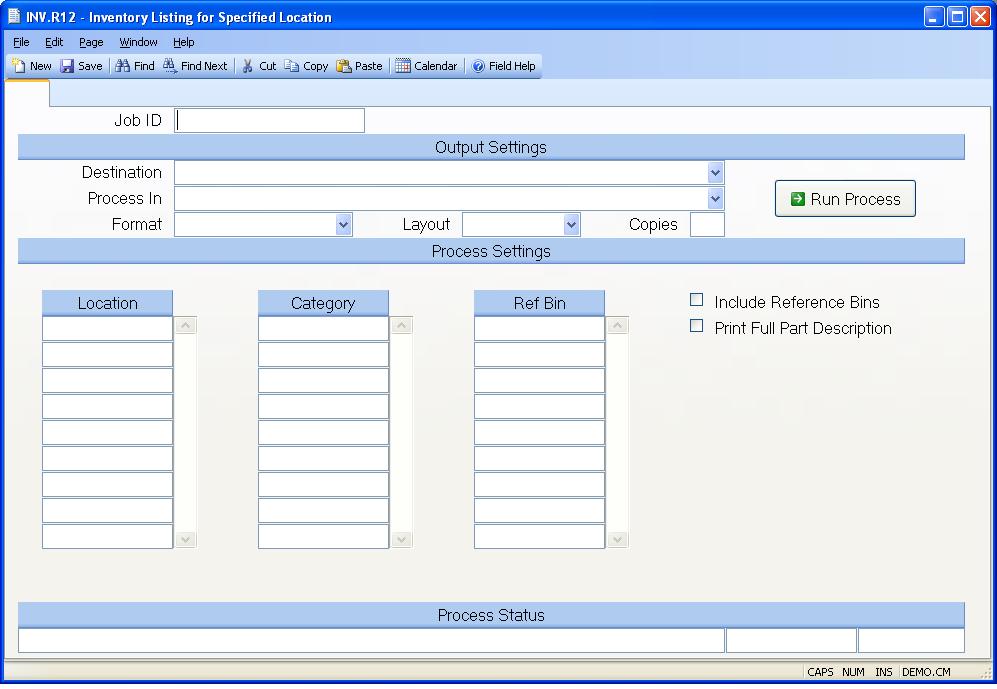 INV.R12 - Inventory Listing for Specified Location
File Edit Page Window Help
New Save Find Find Next Cut Copy Paste Calendar Field Help
Job ID
Output Settings
Destination
Process In
Run Process
Format Layout Copies
Process Settings
Location Category Ref Bin
Include Reference Bins
Print Full Part Description
Process Status
CAPS NUM INS DEMO.CM